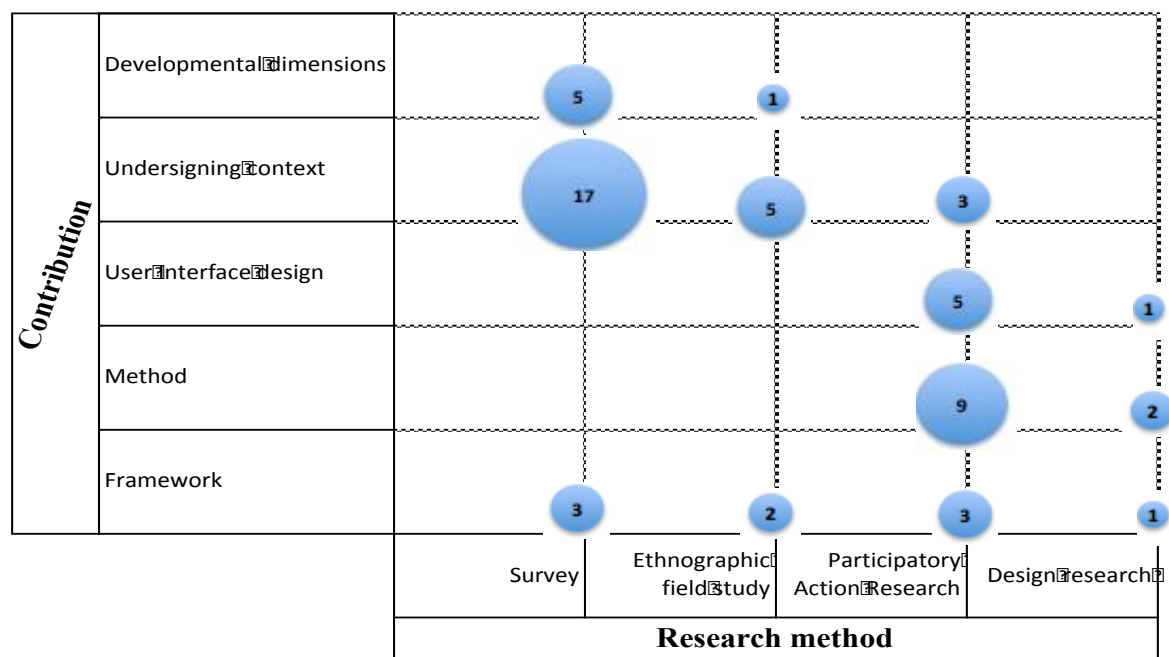 Contribution
Developmental dimensions
5
1
Undersigning context
17
5
3
User Interface design
5
1
Method
9
2
Framework
3
2
3
1
Survey
Ethnographic
field study
Participatory
Action Research
Design research
Research method